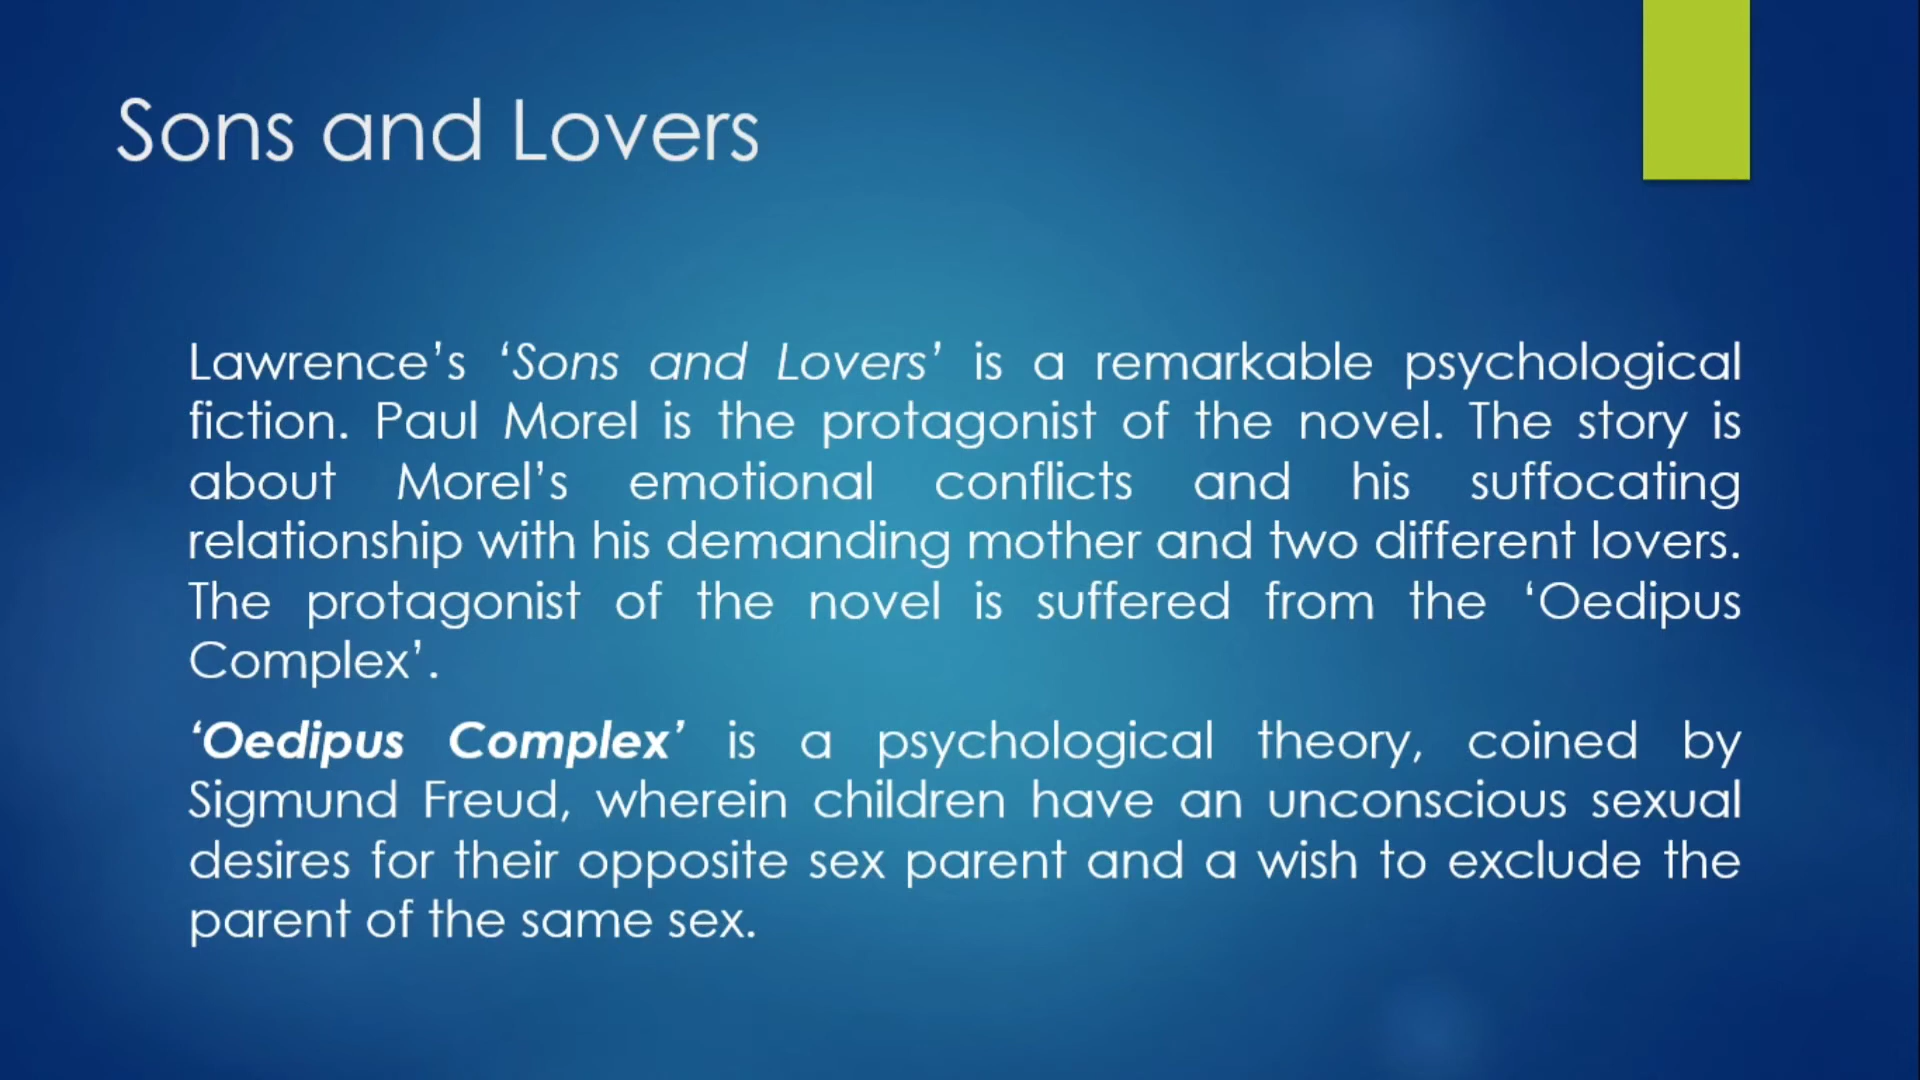 Sons and Lovers
Lawrence’s ‘Sons and Lovers’ is a remarkable psychological
fiction. Paul Morel is the protagonist of the novel. The story is
about Morel’s emotional conflicts and his suffocating
relationship with his demanding mother and two different lovers.
The protagonist of the novel is suffered from the ‘Oedipus
Complex’.
‘Oedipus Complex’ is a psychological theory, coined by
Sigmund Freud, wherein children have an unconscious sexual
desires for their opposite sex parent and a wish to exclude the
parent of the same sex.